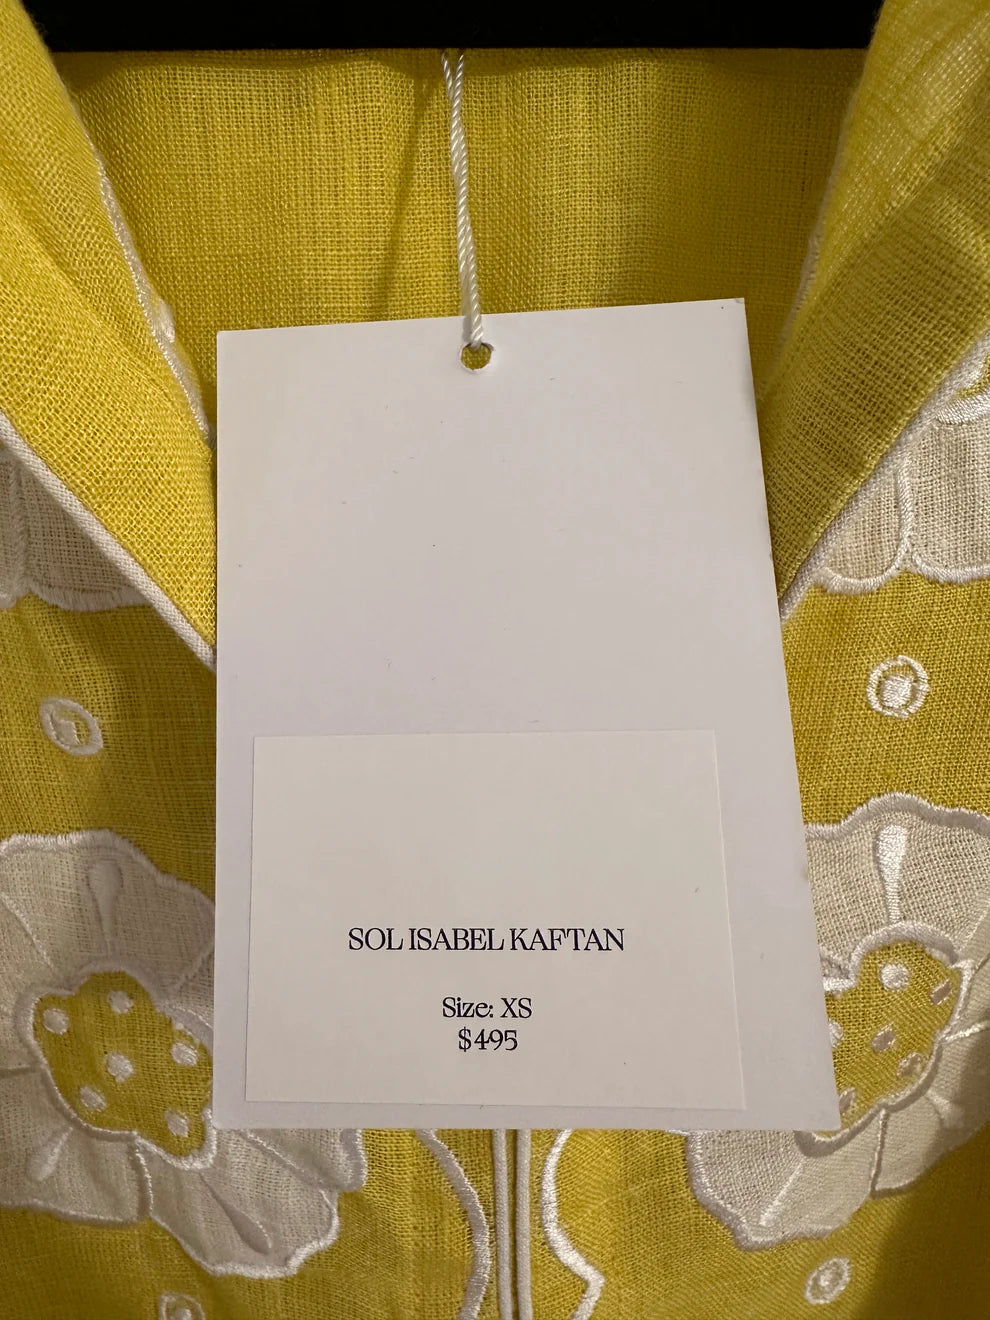 SOL ISABEL KAFTAN
Size: XS
$495